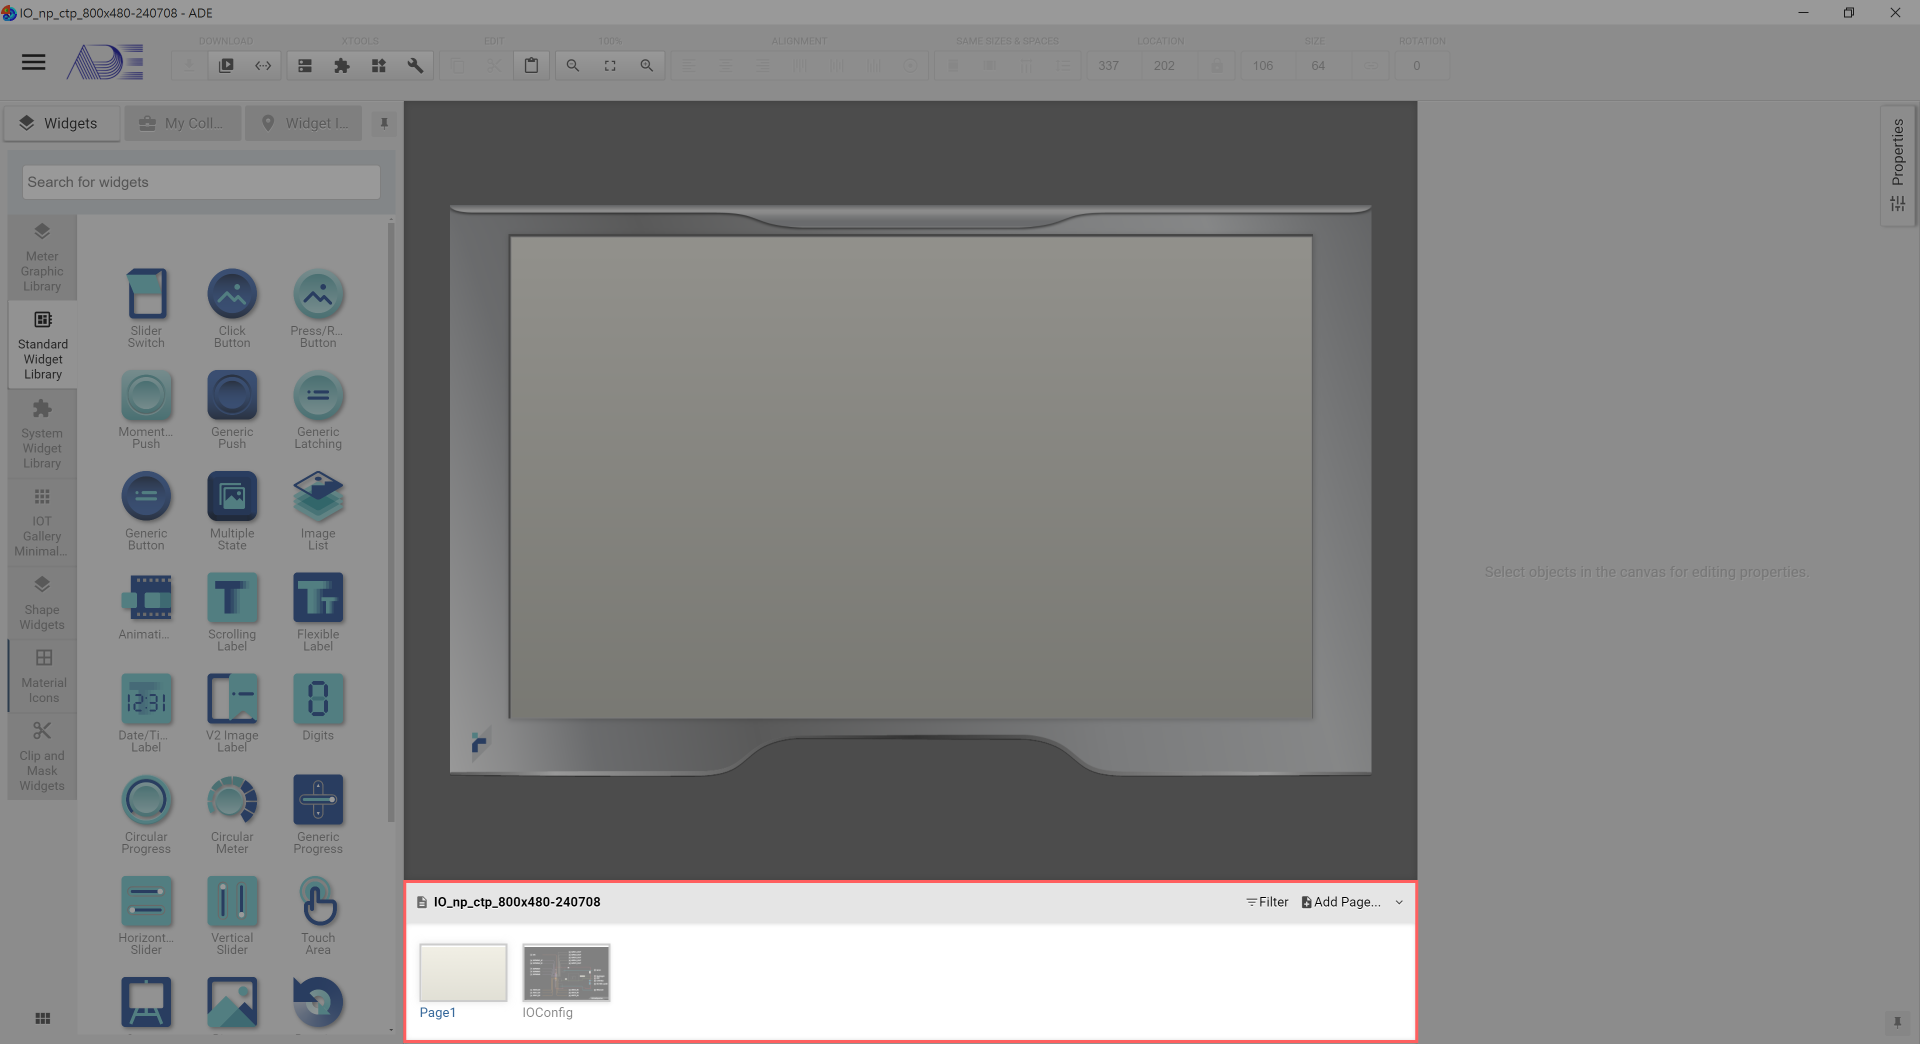 IO_np_ctp_800x480-240708 - ADE
DOWNLOAD
XTOOLS
EDIT
100%
ALIGNMENT
SAME SIZES & SPACES
LOCATION
SIZE
ROTATION
ADE
337
202
106
64
0
Widgets
My Coll...
Widget I...
Search for widgets
Meter
Graphic
Library
Standard
Widget
Library
System
Widget
Library
IOT
Gallery
Minimal...
Shape
Widgets
Material
Icons
Clip and
Mask
Widgets
Slider
Switch
Click
Button
Press/R...
Button
Moment...
Push
Generic
Push
Generic
Latching
Generic
Button
Multiple
State
Image
List
Animati...
Scrolling
Label
Flexible
Label
12:31
Date/Ti...
Label
V2 Image
Label
Digits
Circular
Progress
Circular
Meter
Generic
Progress
Horizont...
Slider
Vertical
Slider
Touch
Area
Properties
Select objects in the canvas for editing properties.
IO_np_ctp_800x480-240708
Filter
Add Page...
Page1
IOConfig